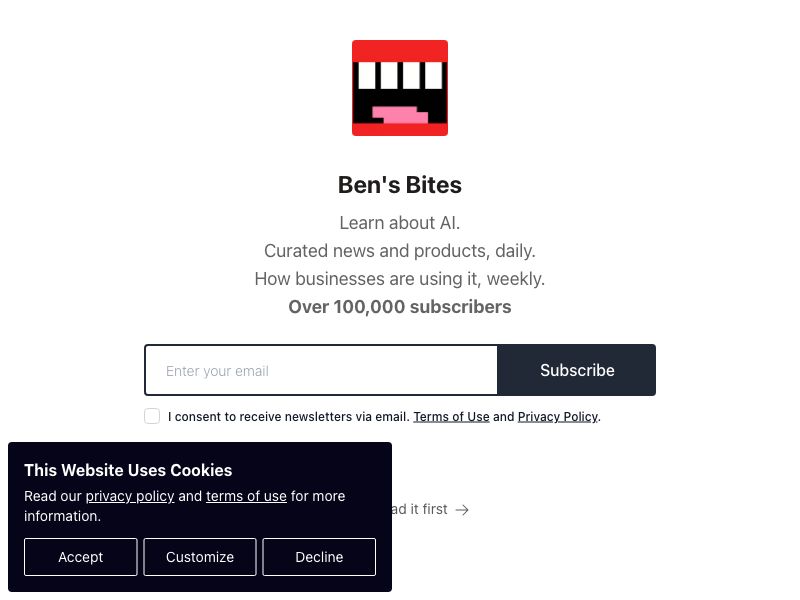 Ben's Bites
Learn about AI.
Curated news and products, daily.
How businesses are using it, weekly.
Over 100,000 subscribers
Enter your email
Subscribe
I consent to receive newsletters via email. Terms of Use and Privacy Policy.
This Website Uses Cookies
Read our privacy policy and terms of use for more
information.
Accept
Customize
Decline
it first →